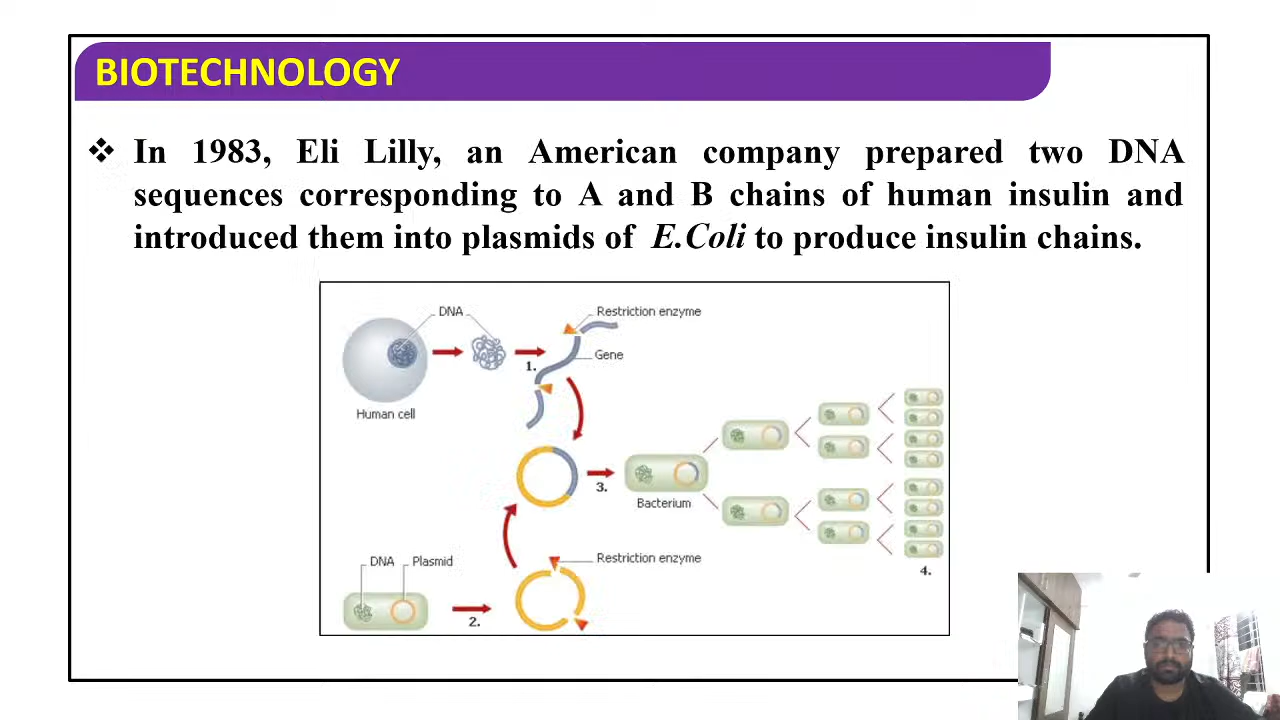 BIOTECHNOLOGY
❖ In 1983, Eli Lilly, an American company prepared two DNA
sequences corresponding to A and B chains of human insulin and
introduced them into plasmids of E.Coli to produce insulin chains.
DNA
Restriction enzyme
1.
Gene
Human cell
3.
Bacterium
DNA
Plasmid
Restriction enzyme
4.
2.